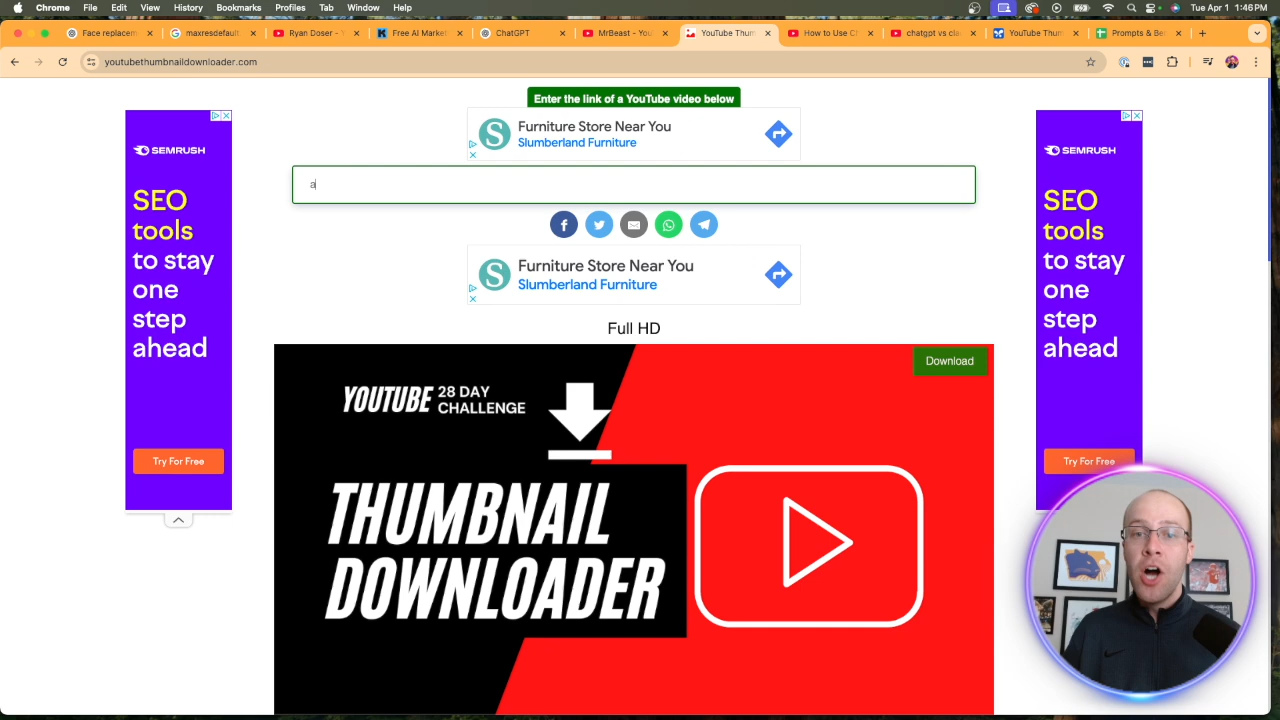 Chrome File Edit View History Bookmarks Profiles Tab Window Help
Tue Apr 1 1:46 PM
Face replacem
maxresdefault
Ryan Doser - Y
Free AI Market
ChatGPT
MrBeast - You
YouTube Thum
How to Use C
chatgpt vs cla
YouTube Thum
Prompts & Be
youtubethumbnaildownloader.com
Enter the link of a YouTube video below
Furniture Store Near You
Slumberland Furniture
a
Furniture Store Near You
Slumberland Furniture
Full HD
Download
YOUTUBE 28 DAY
CHALLENGE
THUMBNAIL
DOWNLOADER
SEMRUSH
SEO
tools
to stay
one
step
ahead
Try For Free
SEMRUSH
SEO
tools
to stay
one
step
ahead
Try For Free